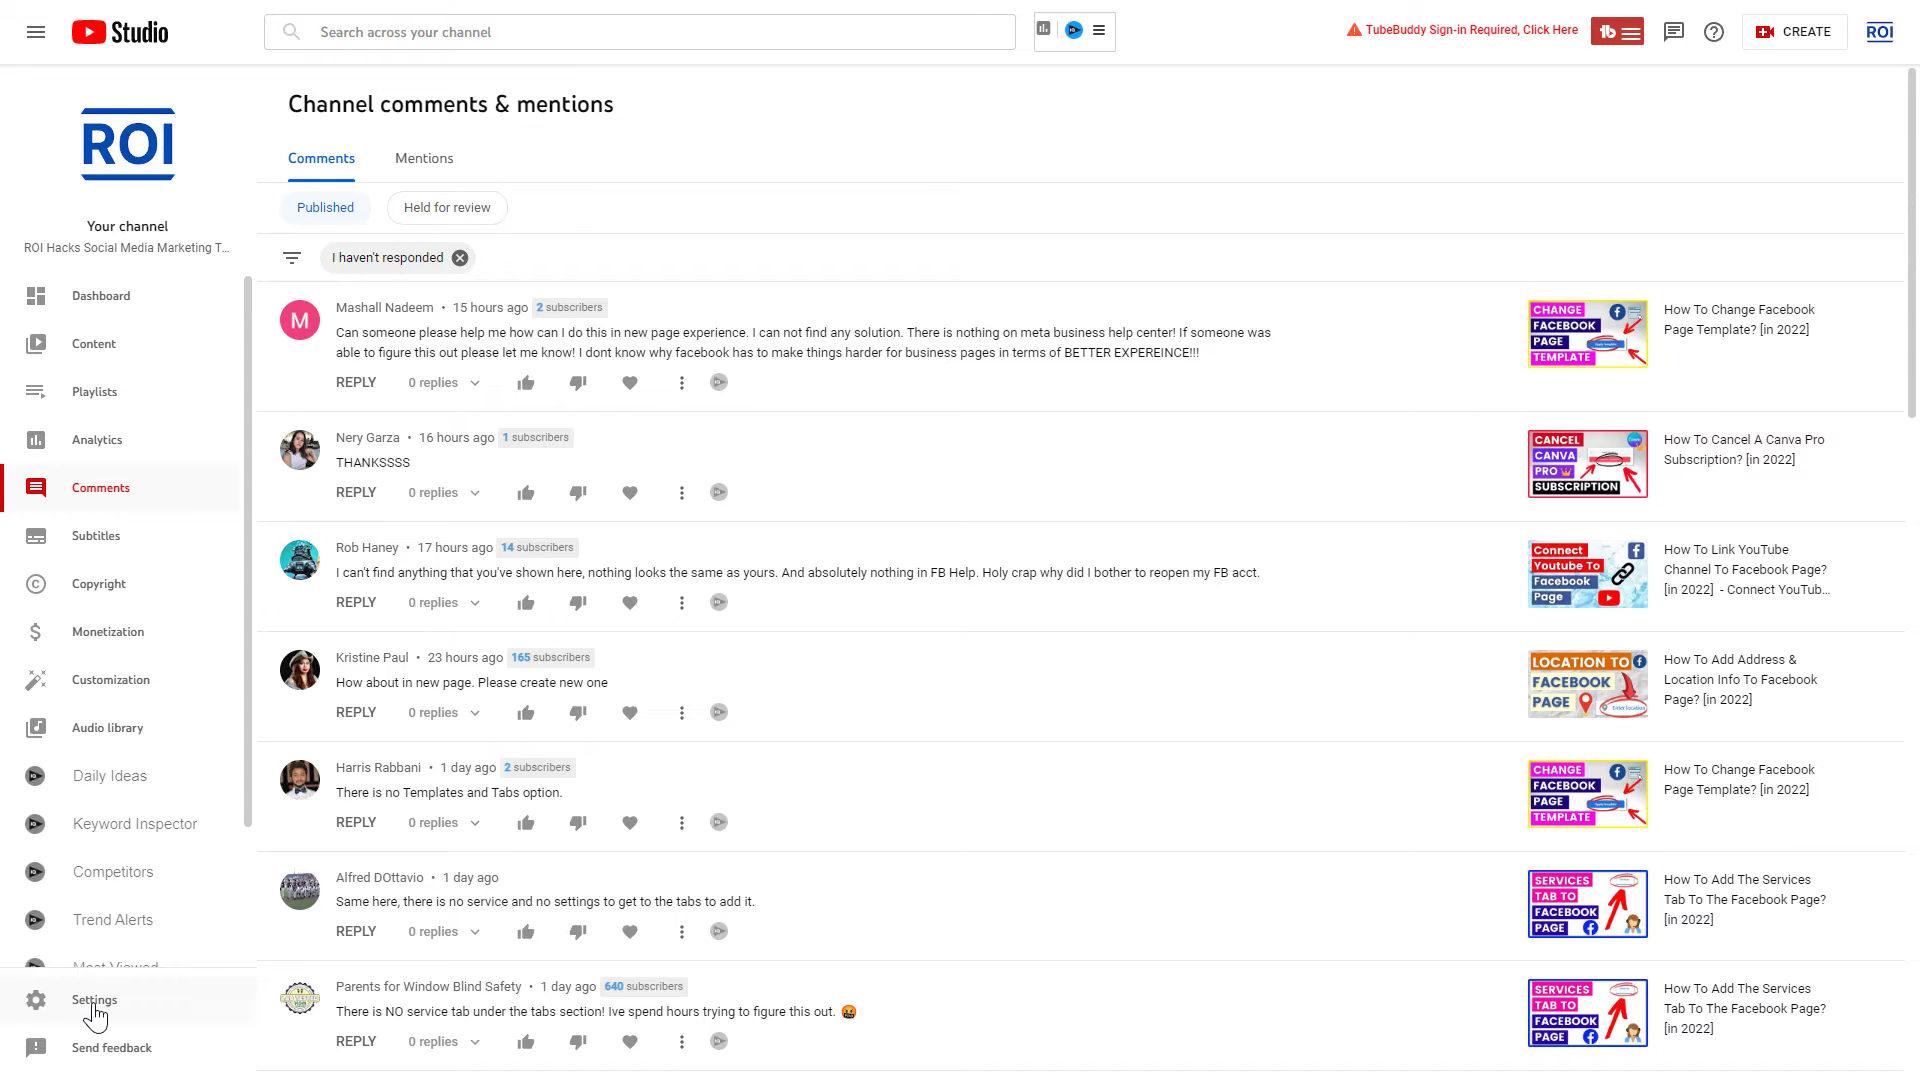 Studio
Search across your channel
TubeBuddy Sign-in Required, Click Here
CREATE
ROI
ROI
Your channel
ROI Hacks Social Media Marketing T...
Dashboard
Content
Playlists
Analytics
Comments
Subtitles
Copyright
Monetization
Customization
Audio library
Daily Ideas
Keyword Inspector
Competitors
Trend Alerts
Most Viewed
Settings
Send feedback
Channel comments & mentions
Comments
Mentions
Published
Held for review
I haven't responded
Mashall Nadeem • 15 hours ago 2 subscribers
Can someone please help me how can I do this in new page experience. I can not find any solution. There is nothing on meta business help center! If someone was
able to figure this out please let me know! I dont know why facebook has to make things harder for business pages in terms of BETTER EXPEREINCE!!!
REPLY 0 replies
M
CHANGE
FACEBOOK
PAGE
TEMPLATE
How To Change Facebook
Page Template? [in 2022]
Nery Garza • 16 hours ago 1 subscribers
THANKSSSS
REPLY 0 replies
CANCEL
CANVA
PRO
SUBSCRIPTION
How To Cancel A Canva Pro
Subscription? [in 2022]
Rob Haney • 17 hours ago 14 subscribers
I can't find anything that you've shown here, nothing looks the same as yours. And absolutely nothing in FB Help. Holy crap why did I bother to reopen my FB acct.
REPLY 0 replies
Connect
Youtube To
Facebook
Page
How To Link YouTube
Channel To Facebook Page?
[in 2022] - Connect YouTub...
Kristine Paul • 23 hours ago 165 subscribers
How about in new page. Please create new one
REPLY 0 replies
LOCATION TO
FACEBOOK
PAGE
Enter location
How To Add Address &
Location Info To Facebook
Page? [in 2022]
Harris Rabbani • 1 day ago 2 subscribers
There is no Templates and Tabs option.
REPLY 0 replies
CHANGE
FACEBOOK
PAGE
TEMPLATE
How To Change Facebook
Page Template? [in 2022]
Alfred DOttavio • 1 day ago
Same here, there is no service and no settings to get to the tabs to add it.
REPLY 0 replies
SERVICES
TAB TO
FACEBOOK
PAGE
How To Add The Services
Tab To The Facebook Page?
[in 2022]
Parents for Window Blind Safety • 1 day ago 640 subscribers
There is NO service tab under the tabs section! Ive spend hours trying to figure this out. 🤬
REPLY 0 replies
SERVICES
TAB TO
FACEBOOK
PAGE
How To Add The Services
Tab To The Facebook Page?
[in 2022]